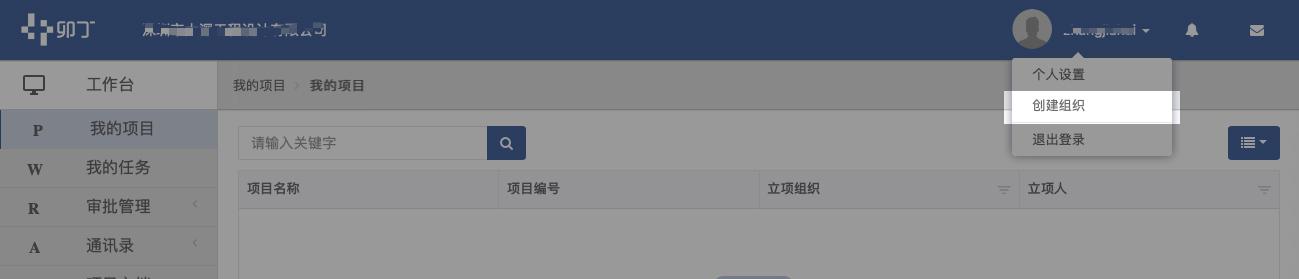 卯丁
个人设置
创建组织
退出登录
工作台
我的项目 > 我的项目
P 我的项目
W 我的任务
R 审批管理
A 通讯录
请输入关键字
项目名称 项目编号 立项组织 立项人